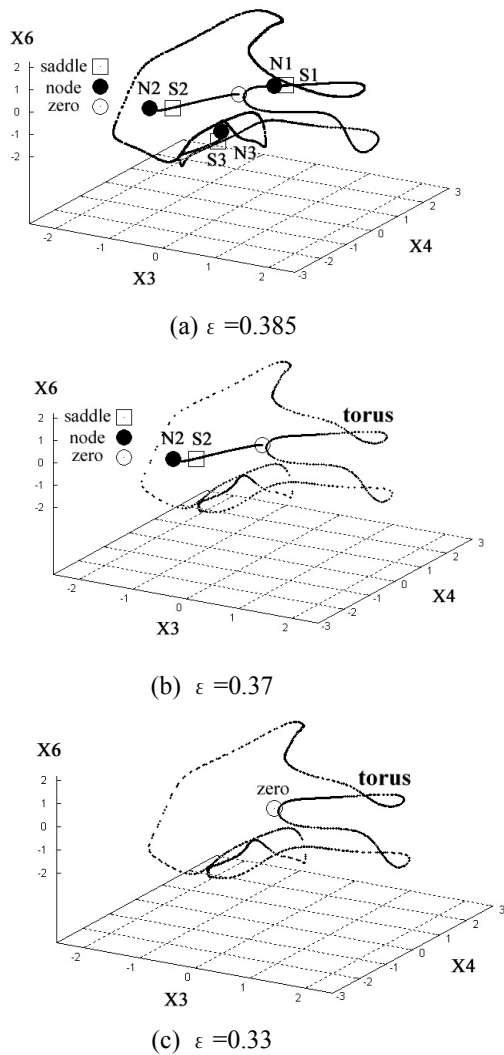 X6
2
saddle
1
node
0
zero
-1
-2
N1
S1
N2 S2
S3
N3
-2
-1
0
1
2
X3
-3
-2
-1
0
1
2
3
X4
(a) ε =0.385
X6
2
saddle
1
node
0
zero
-1
-2
N2 S2
torus
-2
-1
0
1
2
X3
-3
-2
-1
0
1
2
3
X4
(b) ε =0.37
X6
2
1
0
-1
-2
zero
torus
-2
-1
0
1
2
X3
-3
-2
-1
0
1
2
3
X4
(c) ε =0.33